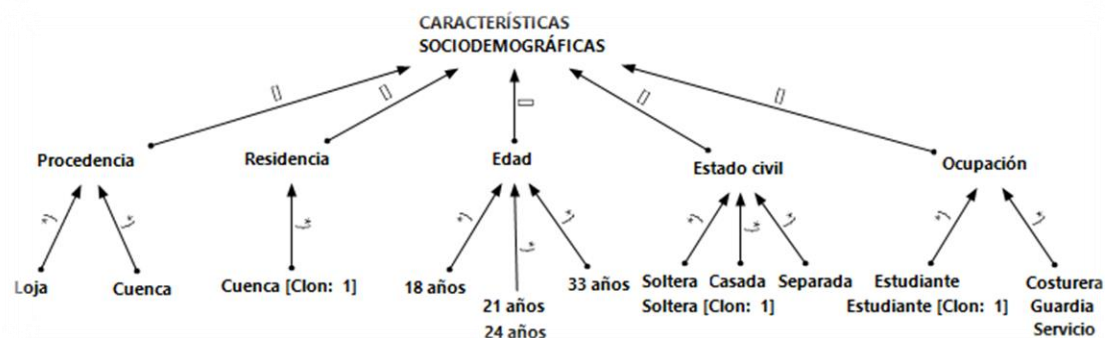 CARACTERÍSTICAS
SOCIODEMOGRÁFICAS
[]
[]
[]
[]
[]
Procedencia
Residencia
Edad
Estado civil
Ocupación
*}
*}
*}
*}
*}
*}
*}
*}
*}
*}
*}
Loja
Cuenca
Cuenca [Clon: 1]
18 años
21 años
24 años
33 años
Soltera
Casada
Separada
Soltera [Clon: 1]
Estudiante
Estudiante [Clon: 1]
Costurera
Guardia
Servicio